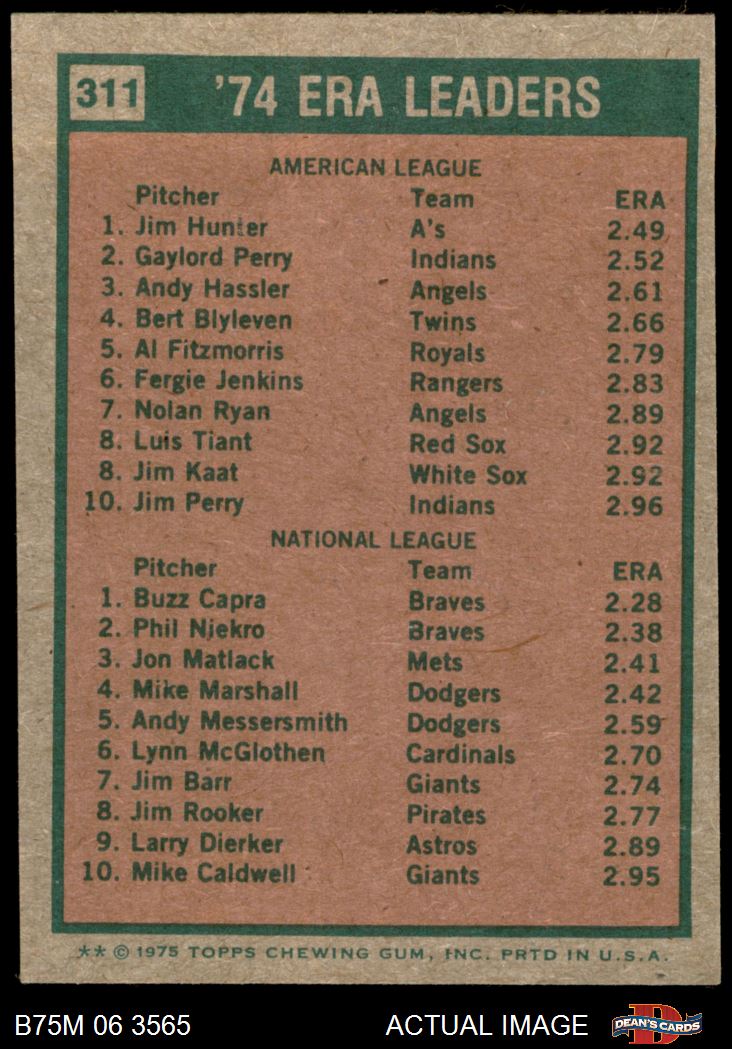 311 '74 ERA LEADERS
AMERICAN LEAGUE
Pitcher Team ERA
1. Jim Hunter A's 2.49
2. Gaylord Perry Indians 2.52
3. Andy Hassler Angels 2.61
4. Bert Blyleven Twins 2.66
5. Al Fitzmorris Royals 2.79
6. Fergie Jenkins Rangers 2.83
7. Nolan Ryan Angels 2.89
8. Luis Tiant Red Sox 2.92
8. Jim Kaat White Sox 2.92
10. Jim Perry Indians 2.96
NATIONAL LEAGUE
Pitcher Team ERA
1. Buzz Capra Braves 2.28
2. Phil Niekro Braves 2.38
3. Jon Matlack Mets 2.41
4. Mike Marshall Dodgers 2.42
5. Andy Messersmith Dodgers 2.59
6. Lynn McGlothen Cardinals 2.70
7. Jim Barr Giants 2.74
8. Jim Rooker Pirates 2.77
9. Larry Dierker Astros 2.89
10. Mike Caldwell Giants 2.95
** © 1975 TOPPS CHEWING GUM, INC. PRTD IN U.S.A.
B75M 06 3565 ACTUAL IMAGE D DEAN'S CARDS